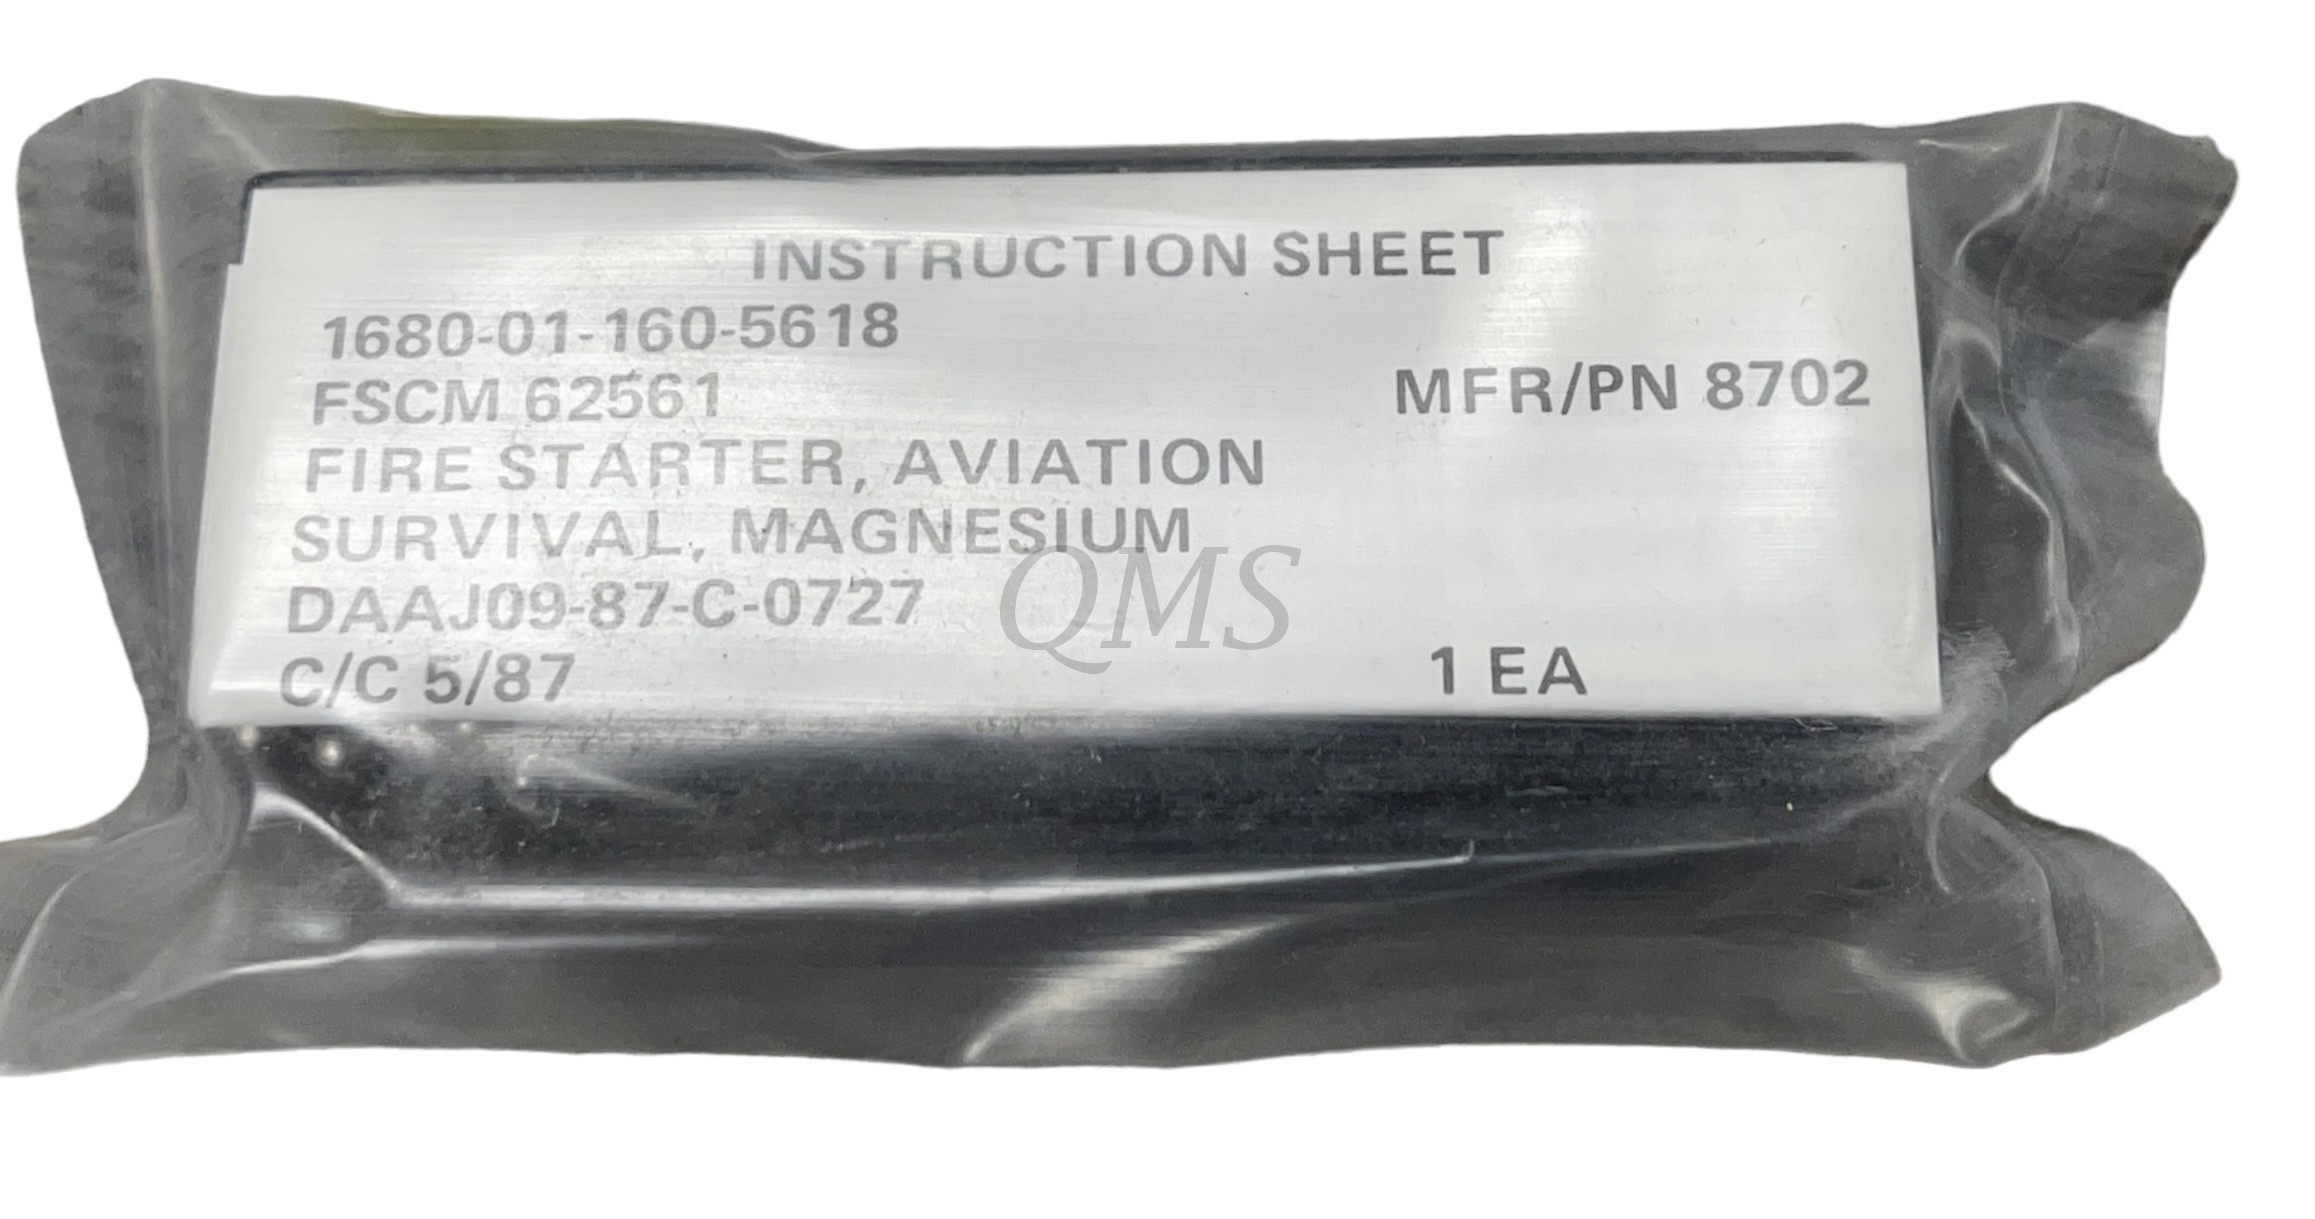 INSTRUCTION SHEET
1680-01-160-5618
FSCM 62561 MFR/PN 8702
FIRE STARTER, AVIATION
SURVIVAL, MAGNESIUM
QMS
DAAJ09-87-C-0727
C/C 5/87 1 EA